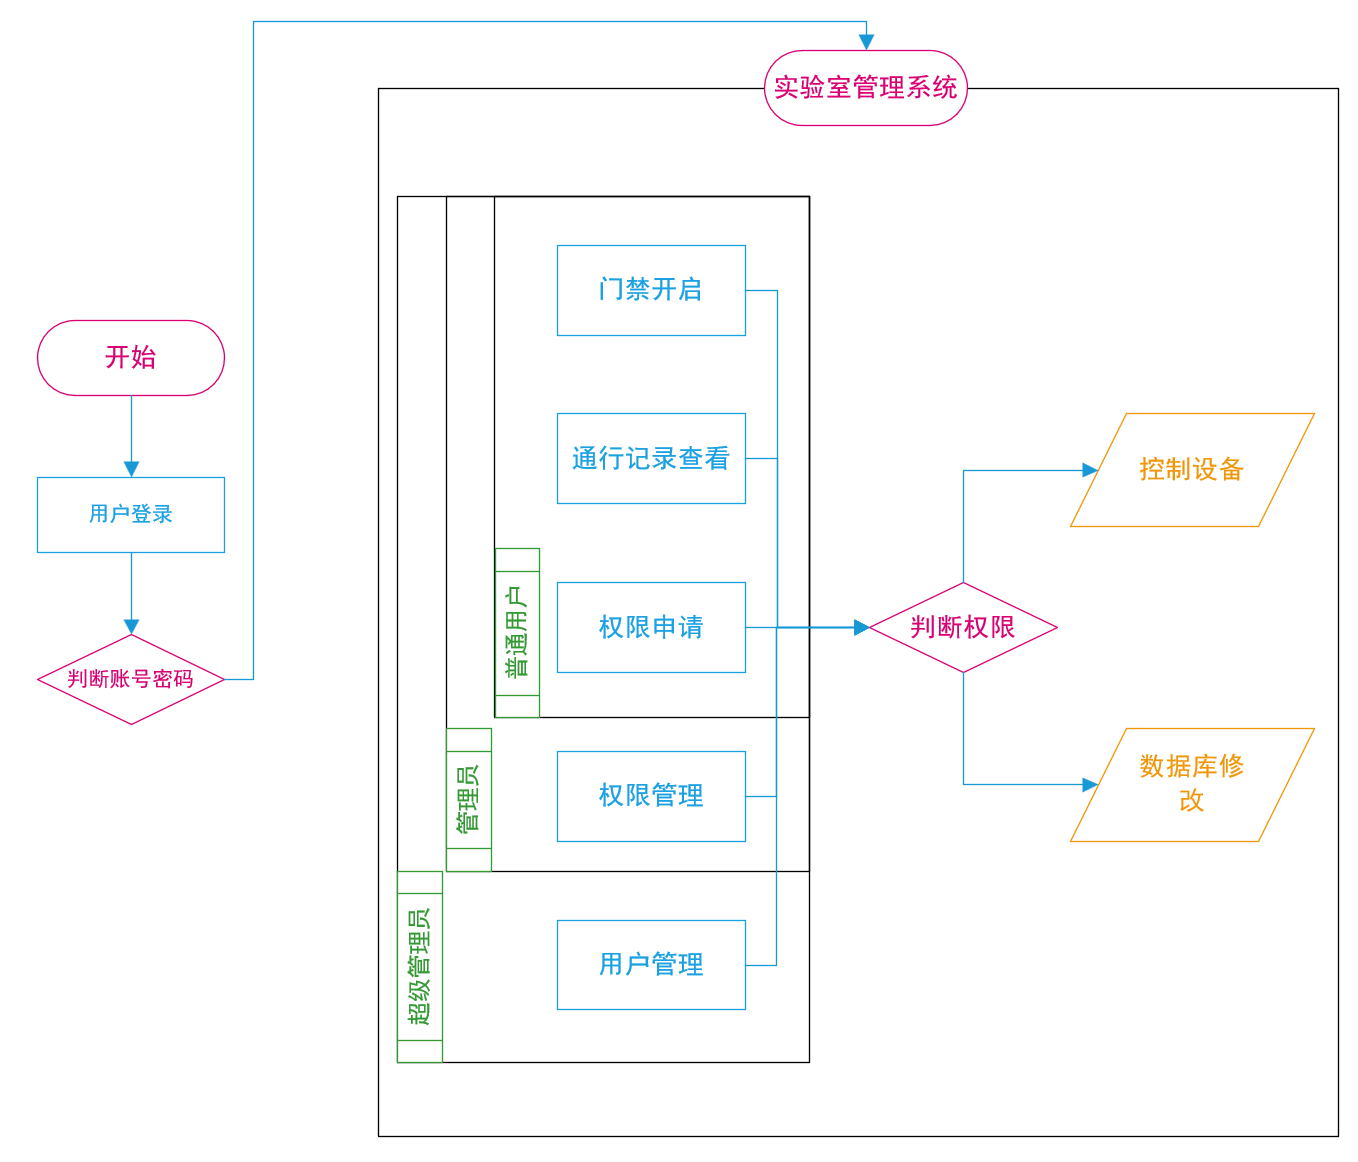 实验室管理系统
开始
用户登录
判断账号密码
门禁开启
通行记录查看
权限申请
权限管理
用户管理
普通用户
管理员
超级管理员
判断权限
控制设备
数据库修
改